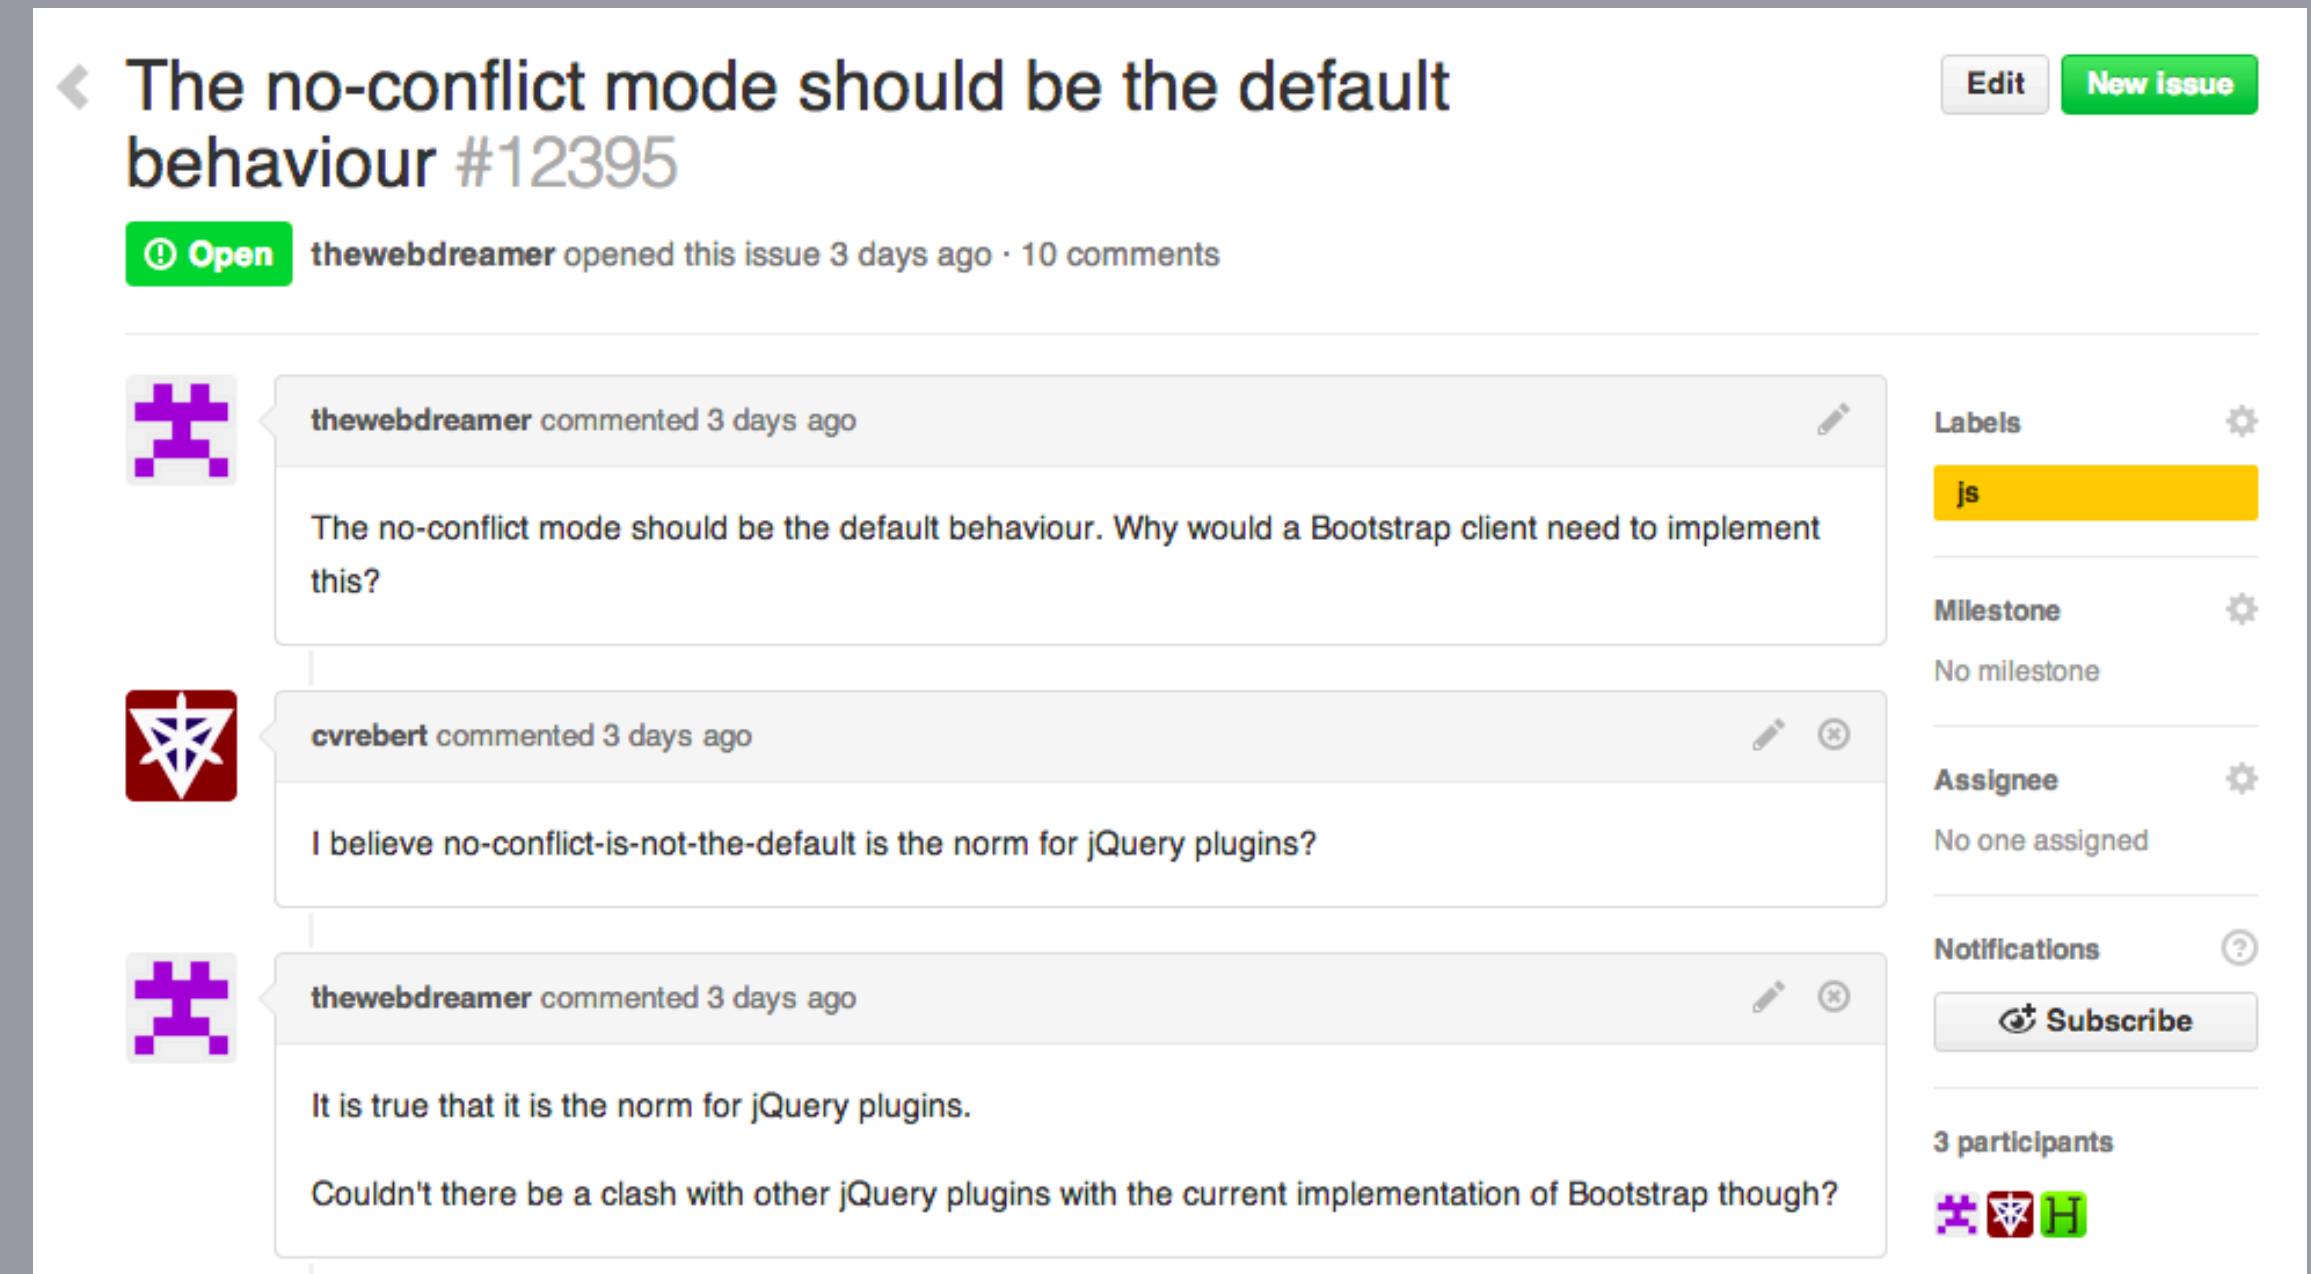 The no-conflict mode should be the default
behaviour #12395
Edit
New issue
Open
thewebdreamer opened this issue 3 days ago · 10 comments
thewebdreamer commented 3 days ago
The no-conflict mode should be the default behaviour. Why would a Bootstrap client need to implement
this?
cvrebert commented 3 days ago
I believe no-conflict-is-not-the-default is the norm for jQuery plugins?
thewebdreamer commented 3 days ago
It is true that it is the norm for jQuery plugins.
Couldn't there be a clash with other jQuery plugins with the current implementation of Bootstrap though?
Labels
js
Milestone
No milestone
Assignee
No one assigned
Notifications
Subscribe
3 participants